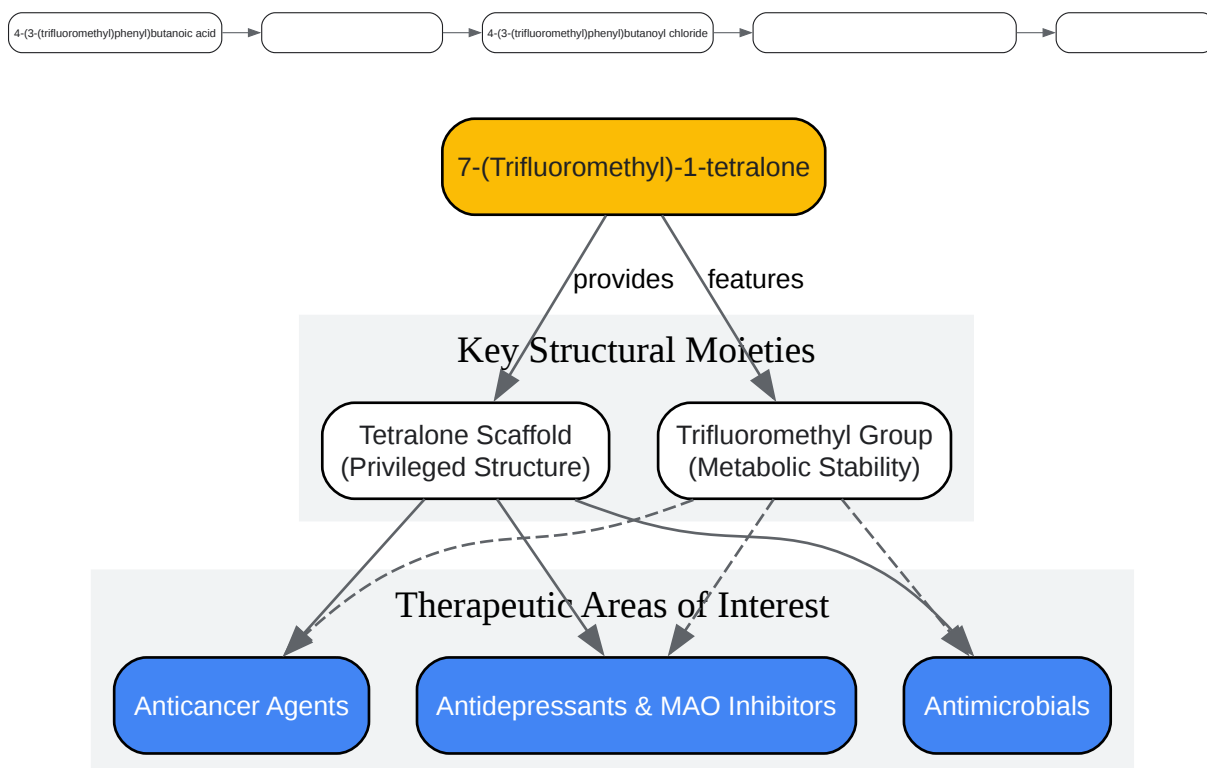 4-(3-(trifluoromethyl)phenyl)butanoic acid
4-(3-(trifluoromethyl)phenyl)butanoyl chloride
7-(Trifluoromethyl)-1-tetralone
provides
features
Key Structural Moieties
Tetralone Scaffold
(Privileged Structure)
Trifluoromethyl Group
(Metabolic Stability)
Therapeutic Areas of Interest
Anticancer Agents
Antidepressants & MAO Inhibitors
Antimicrobials